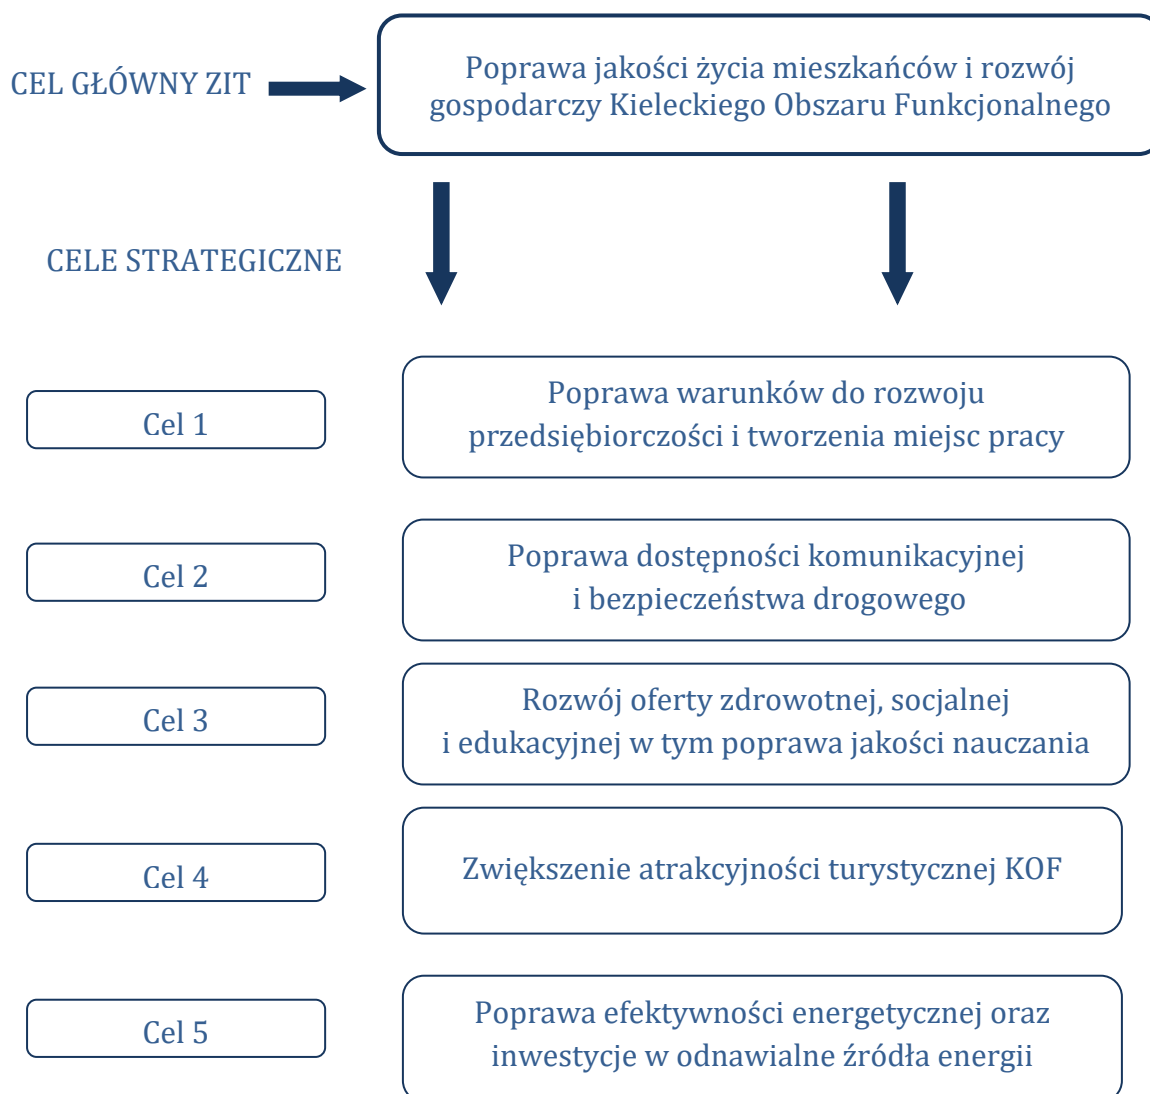 CEL GŁÓWNY ZIT
Poprawa jakości życia mieszkańców i rozwój
gospodarczy Kieleckiego Obszaru Funkcjonalnego
CELE STRATEGICZNE
Cel 1
Poprawa warunków do rozwoju
przedsiębiorczości i tworzenia miejsc pracy
Cel 2
Poprawa dostępności komunikacyjnej
i bezpieczeństwa drogowego
Cel 3
Rozwój oferty zdrowotnej, socjalnej
i edukacyjnej w tym poprawa jakości nauczania
Cel 4
Zwiększenie atrakcyjności turystycznej KOF
Cel 5
Poprawa efektywności energetycznej oraz
inwestycje w odnawialne źródła energii